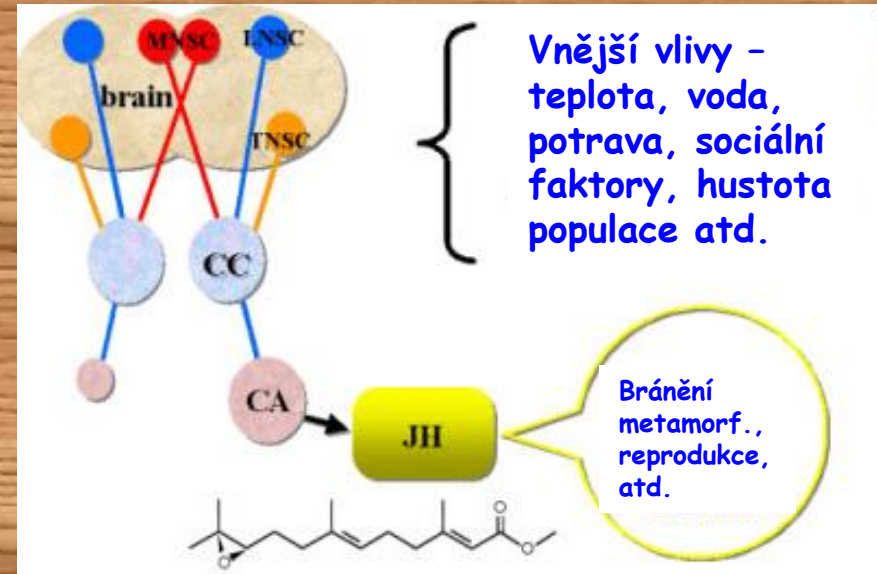 MNSC
LNSC
brain
TNSC
CC
CA
JH
Vnější vlivy –
teplota, voda,
potrava, sociální
faktory, hustota
populace atd.
Bránění
metamorf.,
reprodukce,
atd.
O
O
O